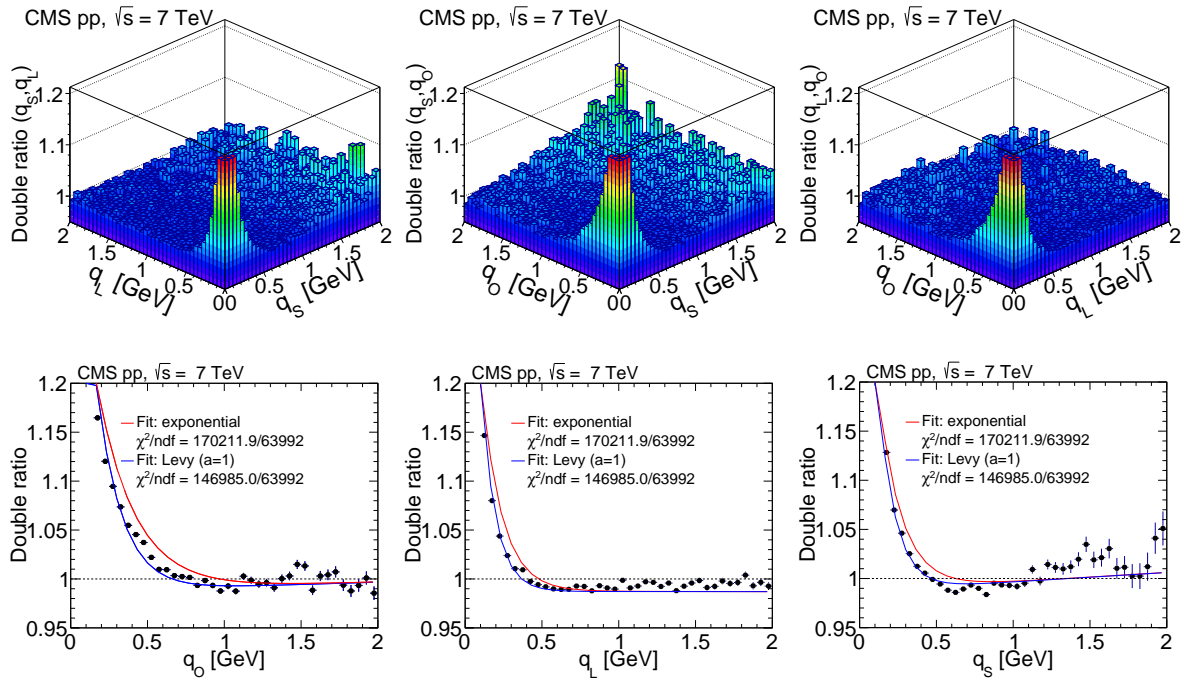 CMS pp, √s = 7 TeV
Double ratio (q_S,q_L)
1.2
1.1
1
2
1.5
1
0.5
0
q_L [GeV]
0
0.5
1
1.5
2
q_S [GeV]
CMS pp, √s = 7 TeV
Double ratio (q_S,q_O)
1.2
1.1
1
2
1.5
1
0.5
0
q_O [GeV]
0
0.5
1
1.5
2
q_S [GeV]
CMS pp, √s = 7 TeV
Double ratio (q_L,q_O)
1.2
1.1
1
2
1.5
1
0.5
0
q_O [GeV]
0
0.5
1
1.5
2
q_L [GeV]
CMS pp, √s = 7 TeV
Double ratio
1.2
1.15
1.1
1.05
1
0.95
Fit: exponential
χ²/ndf = 170211.9/63992
Fit: Levy (a=1)
χ²/ndf = 146985.0/63992
0
0.5
1
1.5
2
q_O [GeV]
CMS pp, √s = 7 TeV
Double ratio
1.2
1.15
1.1
1.05
1
0.95
Fit: exponential
χ²/ndf = 170211.9/63992
Fit: Levy (a=1)
χ²/ndf = 146985.0/63992
0
0.5
1
1.5
2
q_L [GeV]
CMS pp, √s = 7 TeV
Double ratio
1.2
1.15
1.1
1.05
1
0.95
Fit: exponential
χ²/ndf = 170211.9/63992
Fit: Levy (a=1)
χ²/ndf = 146985.0/63992
0
0.5
1
1.5
2
q_S [GeV]